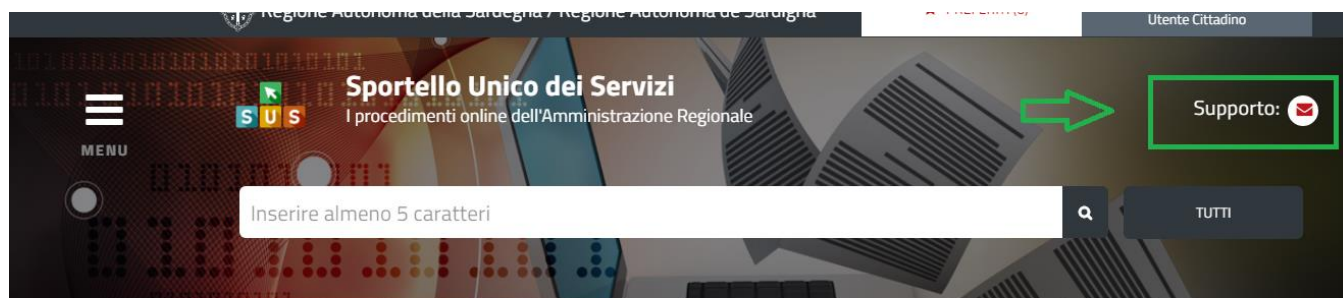 Regione Autonoma della Sardegna / Regione Autonoma de Sardigna
Utente Cittadino
Sportello Unico dei Servizi
SUS
I procedimenti online dell'Amministrazione Regionale
Supporto:
MENU
Inserire almeno 5 caratteri
TUTTI